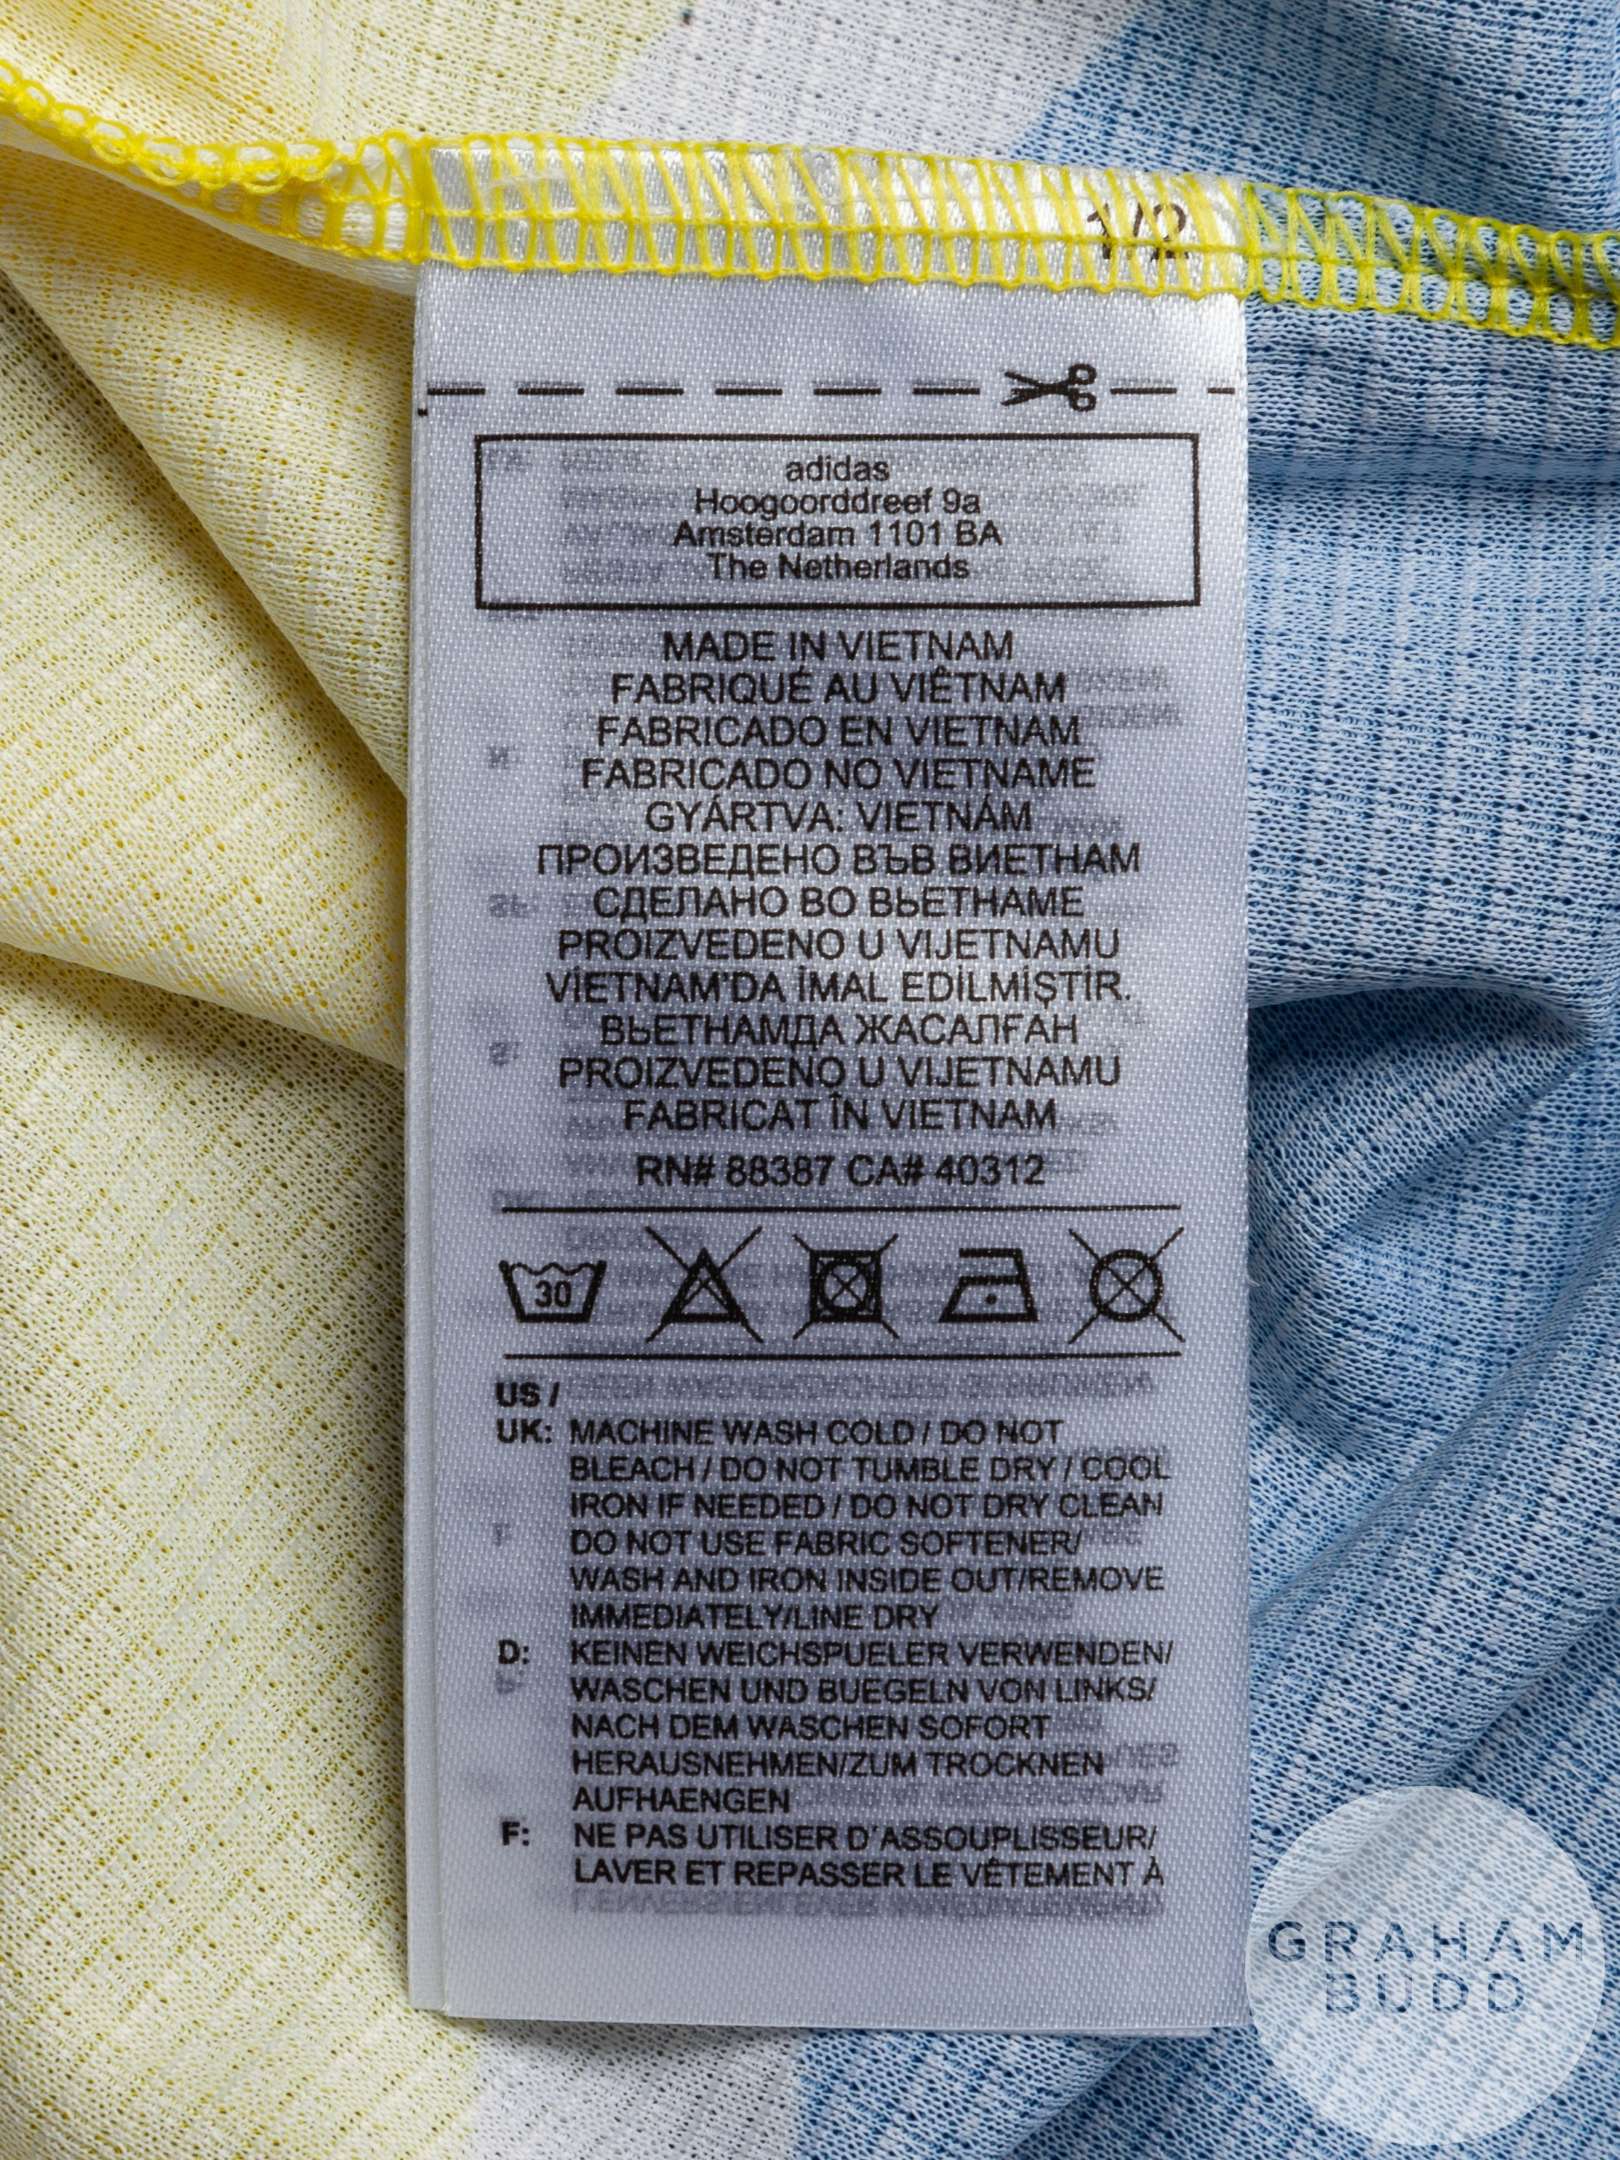 1/2
adidas
Hoogoorddreef 9a
Amsterdam 1101 BA
The Netherlands
MADE IN VIETNAM
FABRIQUÉ AU VIÊTNAM
FABRICADO EN VIETNAM
FABRICADO NO VIETNAME
GYÁRTVA: VIETNÁM
ПРОИЗВЕДЕНО ВЪВ ВИЕТНАМ
СДЕЛАНО ВО ВЬЕТНАМЕ
PROIZVEDENO U VIJETNAMU
VİETNAM'DA İMAL EDİLMİŞTİR.
ВЬЕТНАМДА ЖАСАЛҒАН
PROIZVEDENO U VIJETNAMU
FABRICAT ÎN VIETNAM
RN# 88387 CA# 40312
30
US /
UK: MACHINE WASH COLD / DO NOT
BLEACH / DO NOT TUMBLE DRY / COOL
IRON IF NEEDED / DO NOT DRY CLEAN
DO NOT USE FABRIC SOFTENER/
WASH AND IRON INSIDE OUT/REMOVE
IMMEDIATELY/LINE DRY
D: KEINEN WEICHSPUELER VERWENDEN/
WASCHEN UND BUEGELN VON LINKS/
NACH DEM WASCHEN SOFORT
HERAUSNEHMEN/ZUM TROCKNEN
AUFHAENGEN
F: NE PAS UTILISER D'ASSOUPLISSEUR/
LAVER ET REPASSER LE VÊTEMENT À
GRAHAM
BUDD